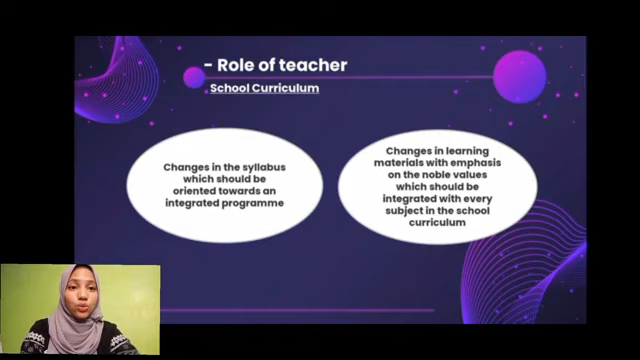 - Role of teacher
School Curriculum
Changes in the syllabus
which should be
oriented towards an
integrated programme
Changes in learning
materials with emphasis
on the noble values
which should be
integrated with every
subject in the school
curriculum